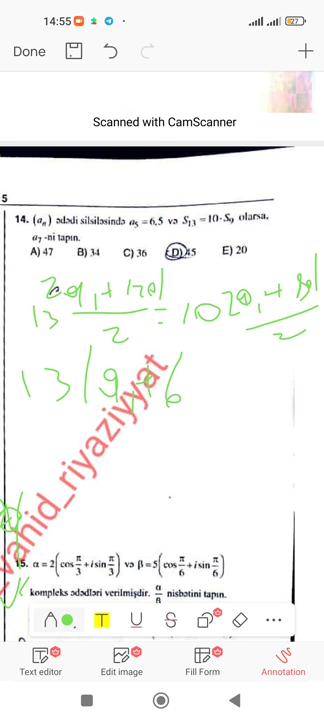 14:55
27
Done
Scanned with CamScanner
5
14. (aₙ) ədədi silsiləsində a₅=6,5 və S₁₃=10·S₉ olarsa,
a₇-ni tapın.
A) 47 B) 34 C) 36 D) 45 E) 20
13 2a₁+12d/2 = 10 2a₁+8d/2
13(a₁+6
vahid_riyaziyyat
15. α=2(cos π/3 + i sin π/3) və β=5(cos π/6 + i sin π/6)
kompleks ədədləri verilmişdir. α/β nisbətini tapın.
A T U S
Text editor Edit image Fill Form Annotation